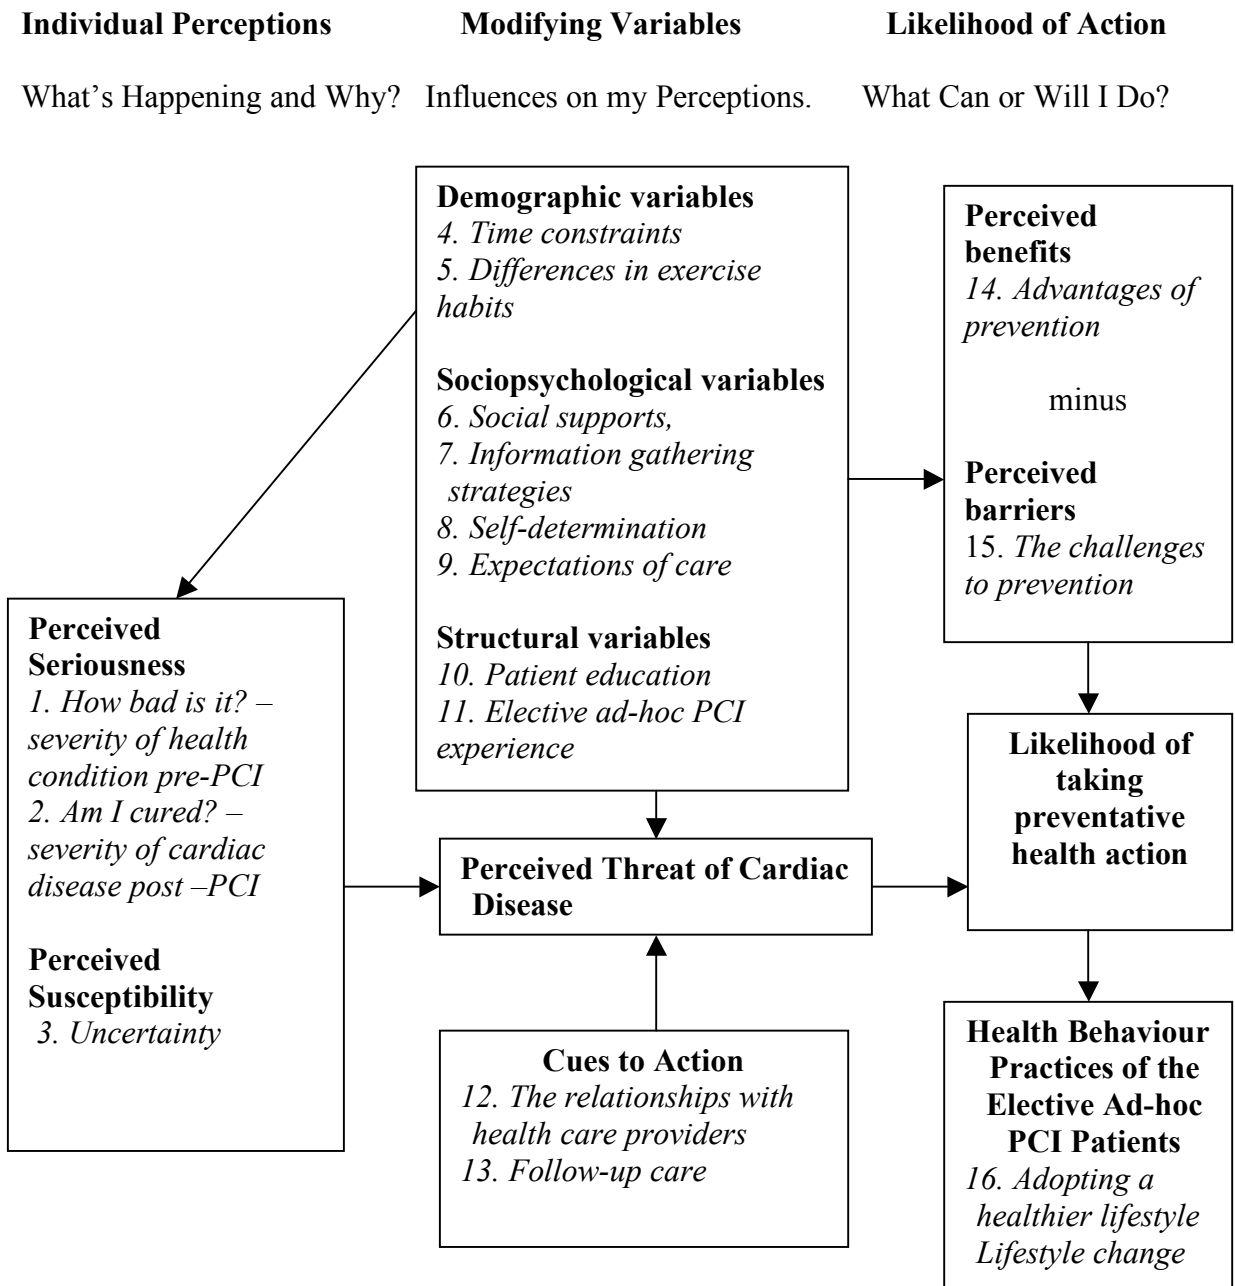 Individual Perceptions
Modifying Variables
Likelihood of Action
What's Happening and Why?
Influences on my Perceptions.
What Can or Will I Do?
Demographic variables
4. Time constraints
5. Differences in exercise
habits
Sociopsychological variables
6. Social supports,
7. Information gathering
strategies
8. Self-determination
9. Expectations of care
Structural variables
10. Patient education
11. Elective ad-hoc PCI
experience
Perceived
benefits
14. Advantages of
prevention
minus
Perceived
barriers
15. The challenges
to prevention
Perceived
Seriousness
1. How bad is it? –
severity of health
condition pre-PCI
2. Am I cured? –
severity of cardiac
disease post –PCI
Perceived
Susceptibility
3. Uncertainty
Perceived Threat of Cardiac
Disease
Likelihood of
taking
preventative
health action
Cues to Action
12. The relationships with
health care providers
13. Follow-up care
Health Behaviour
Practices of the
Elective Ad-hoc
PCI Patients
16. Adopting a
healthier lifestyle
Lifestyle change